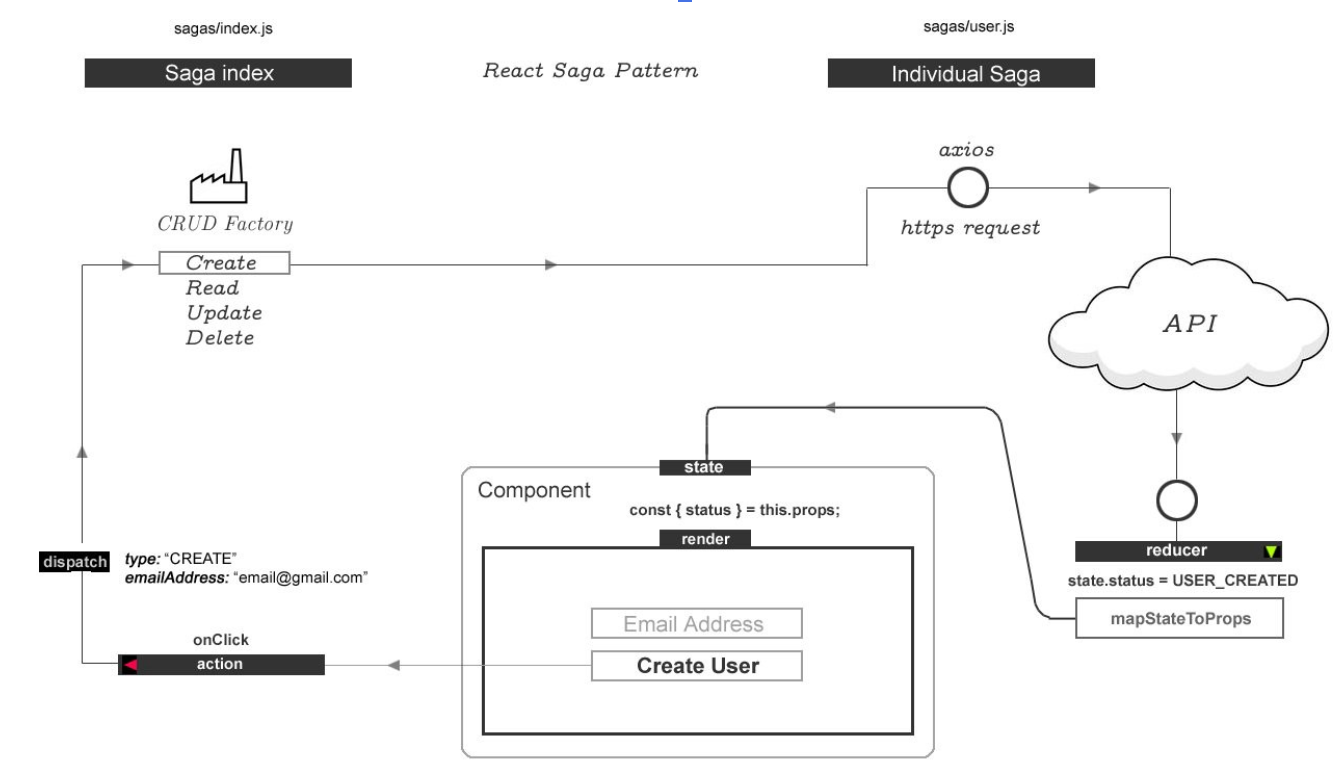 sagas/index.js
sagas/user.js
Saga index
React Saga Pattern
Individual Saga
axios
https request
CRUD Factory
Create
Read
Update
Delete
API
state
Component
const { status } = this.props;
render
reducer
state.status = USER_CREATED
mapStateToProps
dispatch
type: “CREATE”
emailAddress: “email@gmail.com”
Email Address
Create User
onClick
action